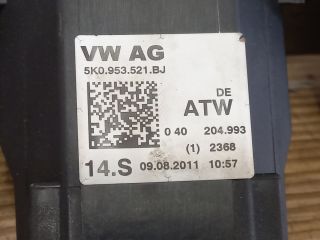 VW AG
5K0.953.521.BJ
DE
ATW
0 40 204.993
(1) 2368
14.S 09.08.2011 10:57